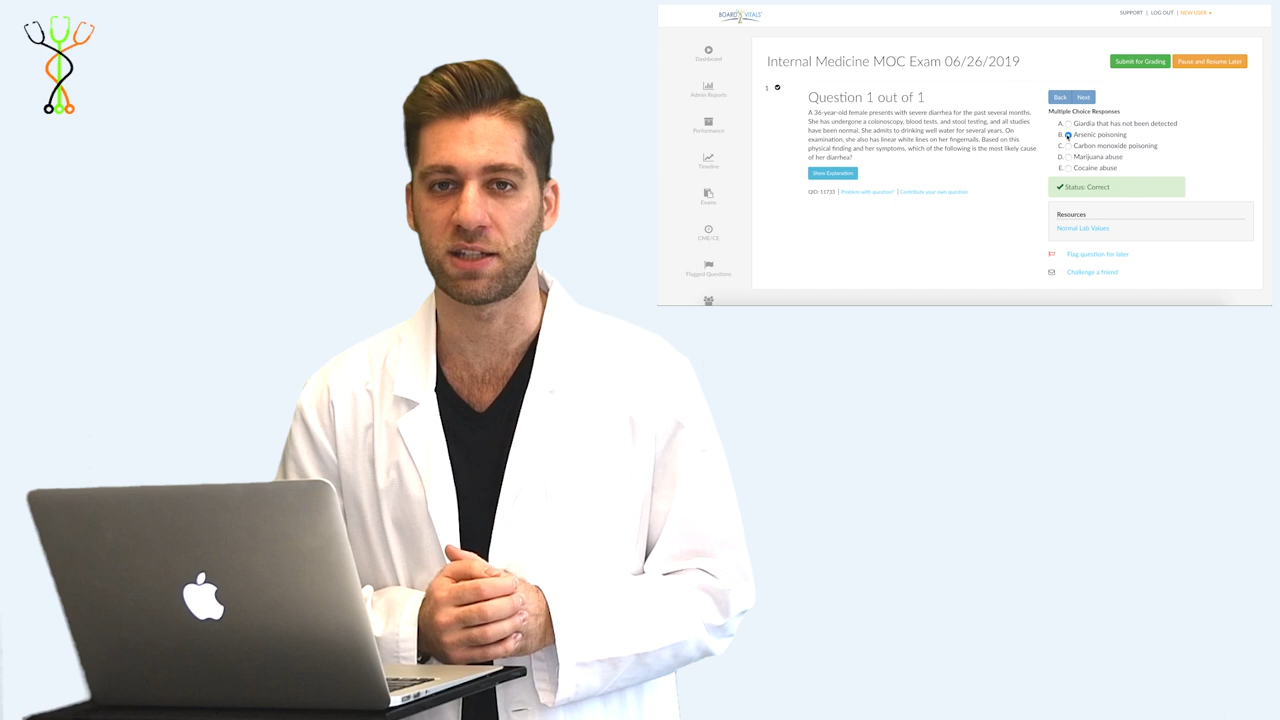 BOARD VITALS
SUPPORT | LOG OUT | NEW USER
Dashboard
Admin Reports
Performance
Timeline
Exams
CME/CE
Flagged Questions
Internal Medicine MOC Exam 06/26/2019
Submit for Grading
Pause and Resume Later
1
Question 1 out of 1
A 36-year-old female presents with severe diarrhea for the past several months.
She has undergone a colonoscopy, blood tests, and stool testing, and all studies
have been normal. She admits to drinking well water for several years. On
examination, she also has linear white lines on her fingernails. Based on this
physical finding and her symptoms, which of the following is the most likely cause
of her diarrhea?
Show Explanation
QID: 11733 | Problem with question? | Contribute your own question
Back Next
Multiple Choice Responses
A. Giardia that has not been detected
B. Arsenic poisoning
C. Carbon monoxide poisoning
D. Marijuana abuse
E. Cocaine abuse
Status: Correct
Resources
Normal Lab Values
Flag question for later
Challenge a friend